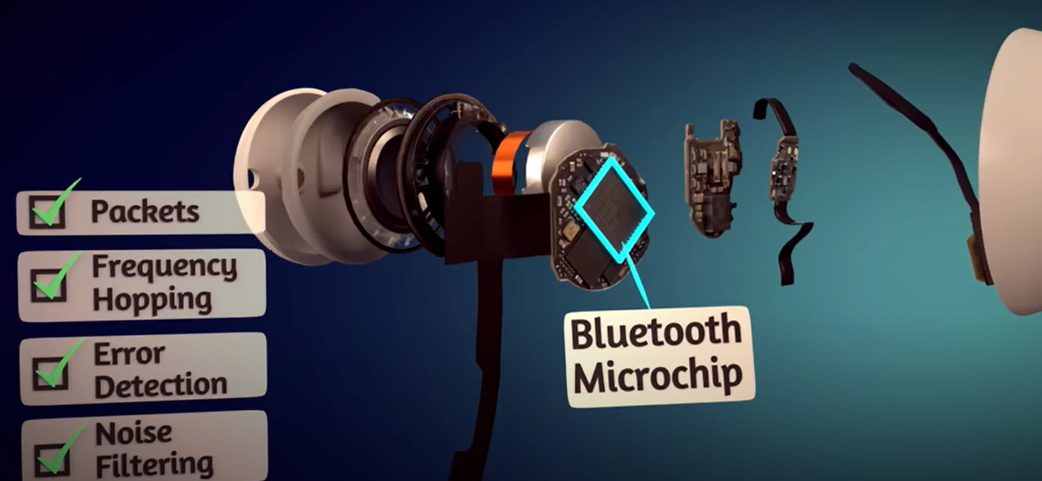 Packets
Frequency
Hopping
Error
Detection
Noise
Filtering
Bluetooth
Microchip